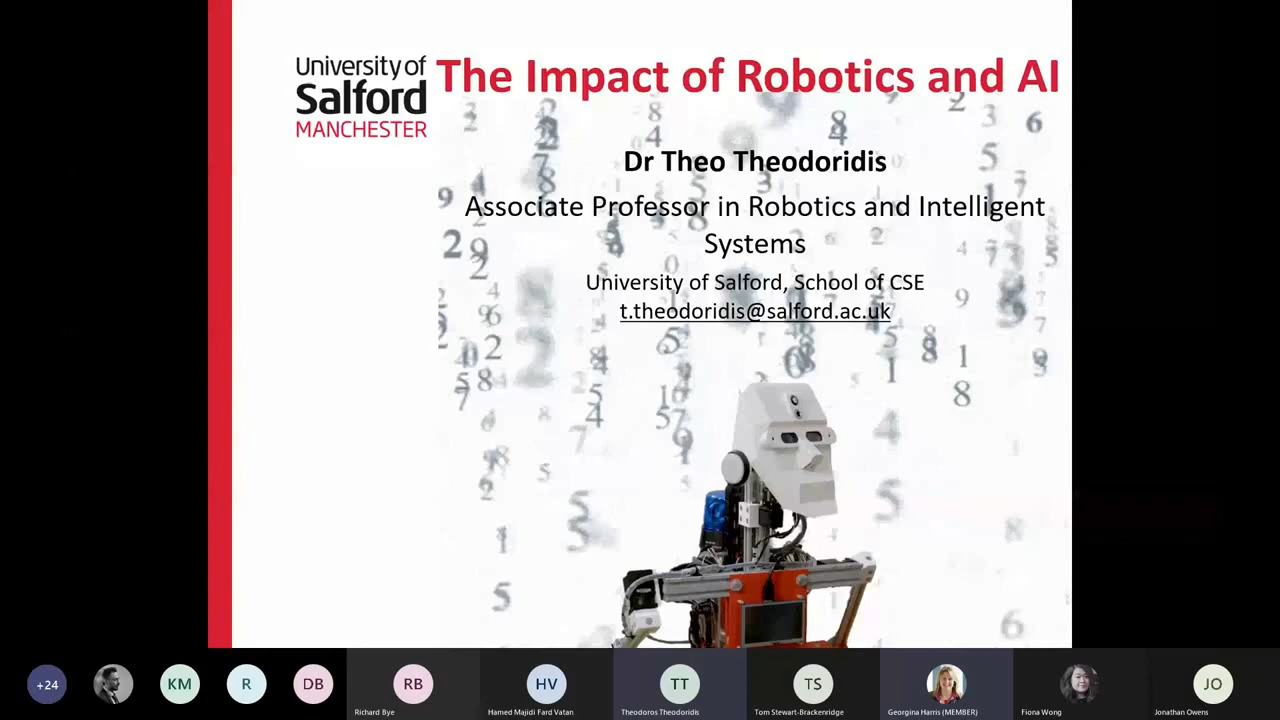 University of
Salford
MANCHESTER
The Impact of Robotics and AI
Dr Theo Theodoridis
Associate Professor in Robotics and Intelligent
Systems
University of Salford, School of CSE
t.theodoridis@salford.ac.uk
+24
KM
R
DB
RB
HV
TT
TS
JO
Richard Bye
Hamed Majidi Fard Vatan
Theodoros Theodoridis
Tom Stewart-Brackenridge
Georgina Harris (MEMBER)
Fiona Wong
Jonathan Owens